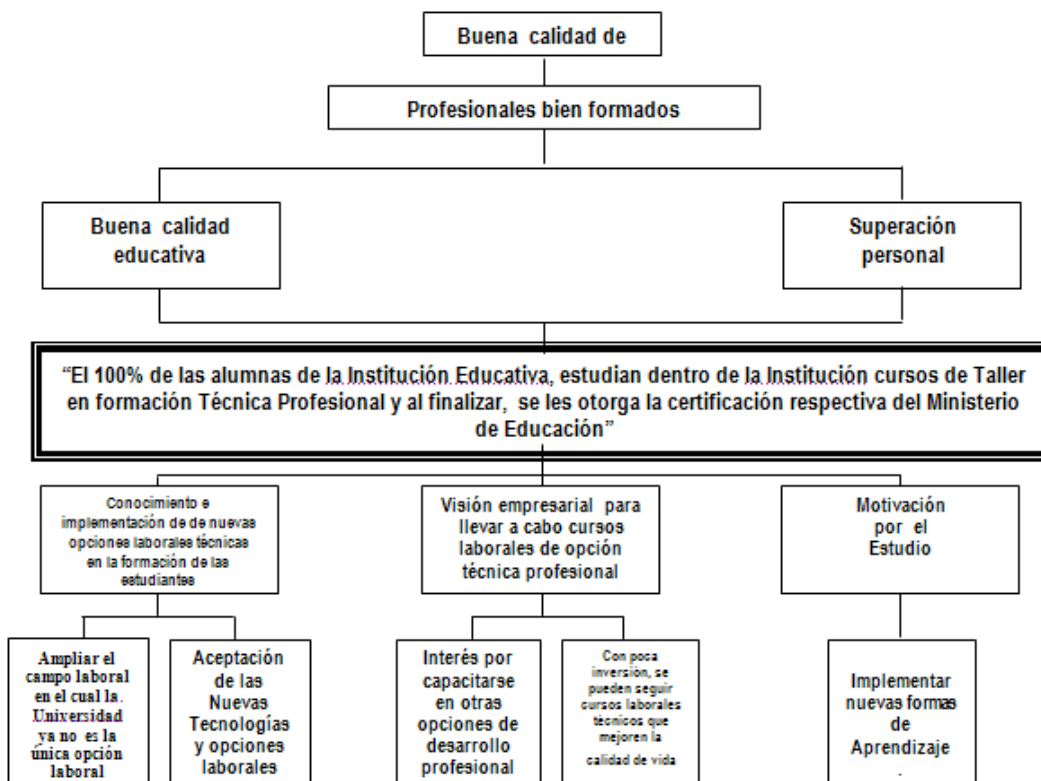 Buena calidad de
Profesionales bien formados
Buena calidad
educativa
Superación
personal
“El 100% de las alumnas de la Institución Educativa, estudian dentro de la Institución cursos de Taller
en formación Técnica Profesional y al finalizar, se les otorga la certificación respectiva del Ministerio
de Educación”
Conocimiento e
implementación de de nuevas
opciones laborales técnicas
en la formación de las
estudiantes
Visión empresarial para
llevar a cabo cursos
laborales de opción
técnica profesional
Motivación
por el
Estudio
Ampliar el
campo laboral
en el cual la.
Universidad
ya no es la
única opción
laboral
Aceptación
de las
Nuevas
Tecnologías
y opciones
laborales
Interés por
capacitarse
en otras
opciones de
desarrollo
profesional
Con poca
inversión, se
pueden seguir
cursos laborales
técnicos que
mejoren la
calidad de vida
Implementar
nuevas formas
de
Aprendizaje
.